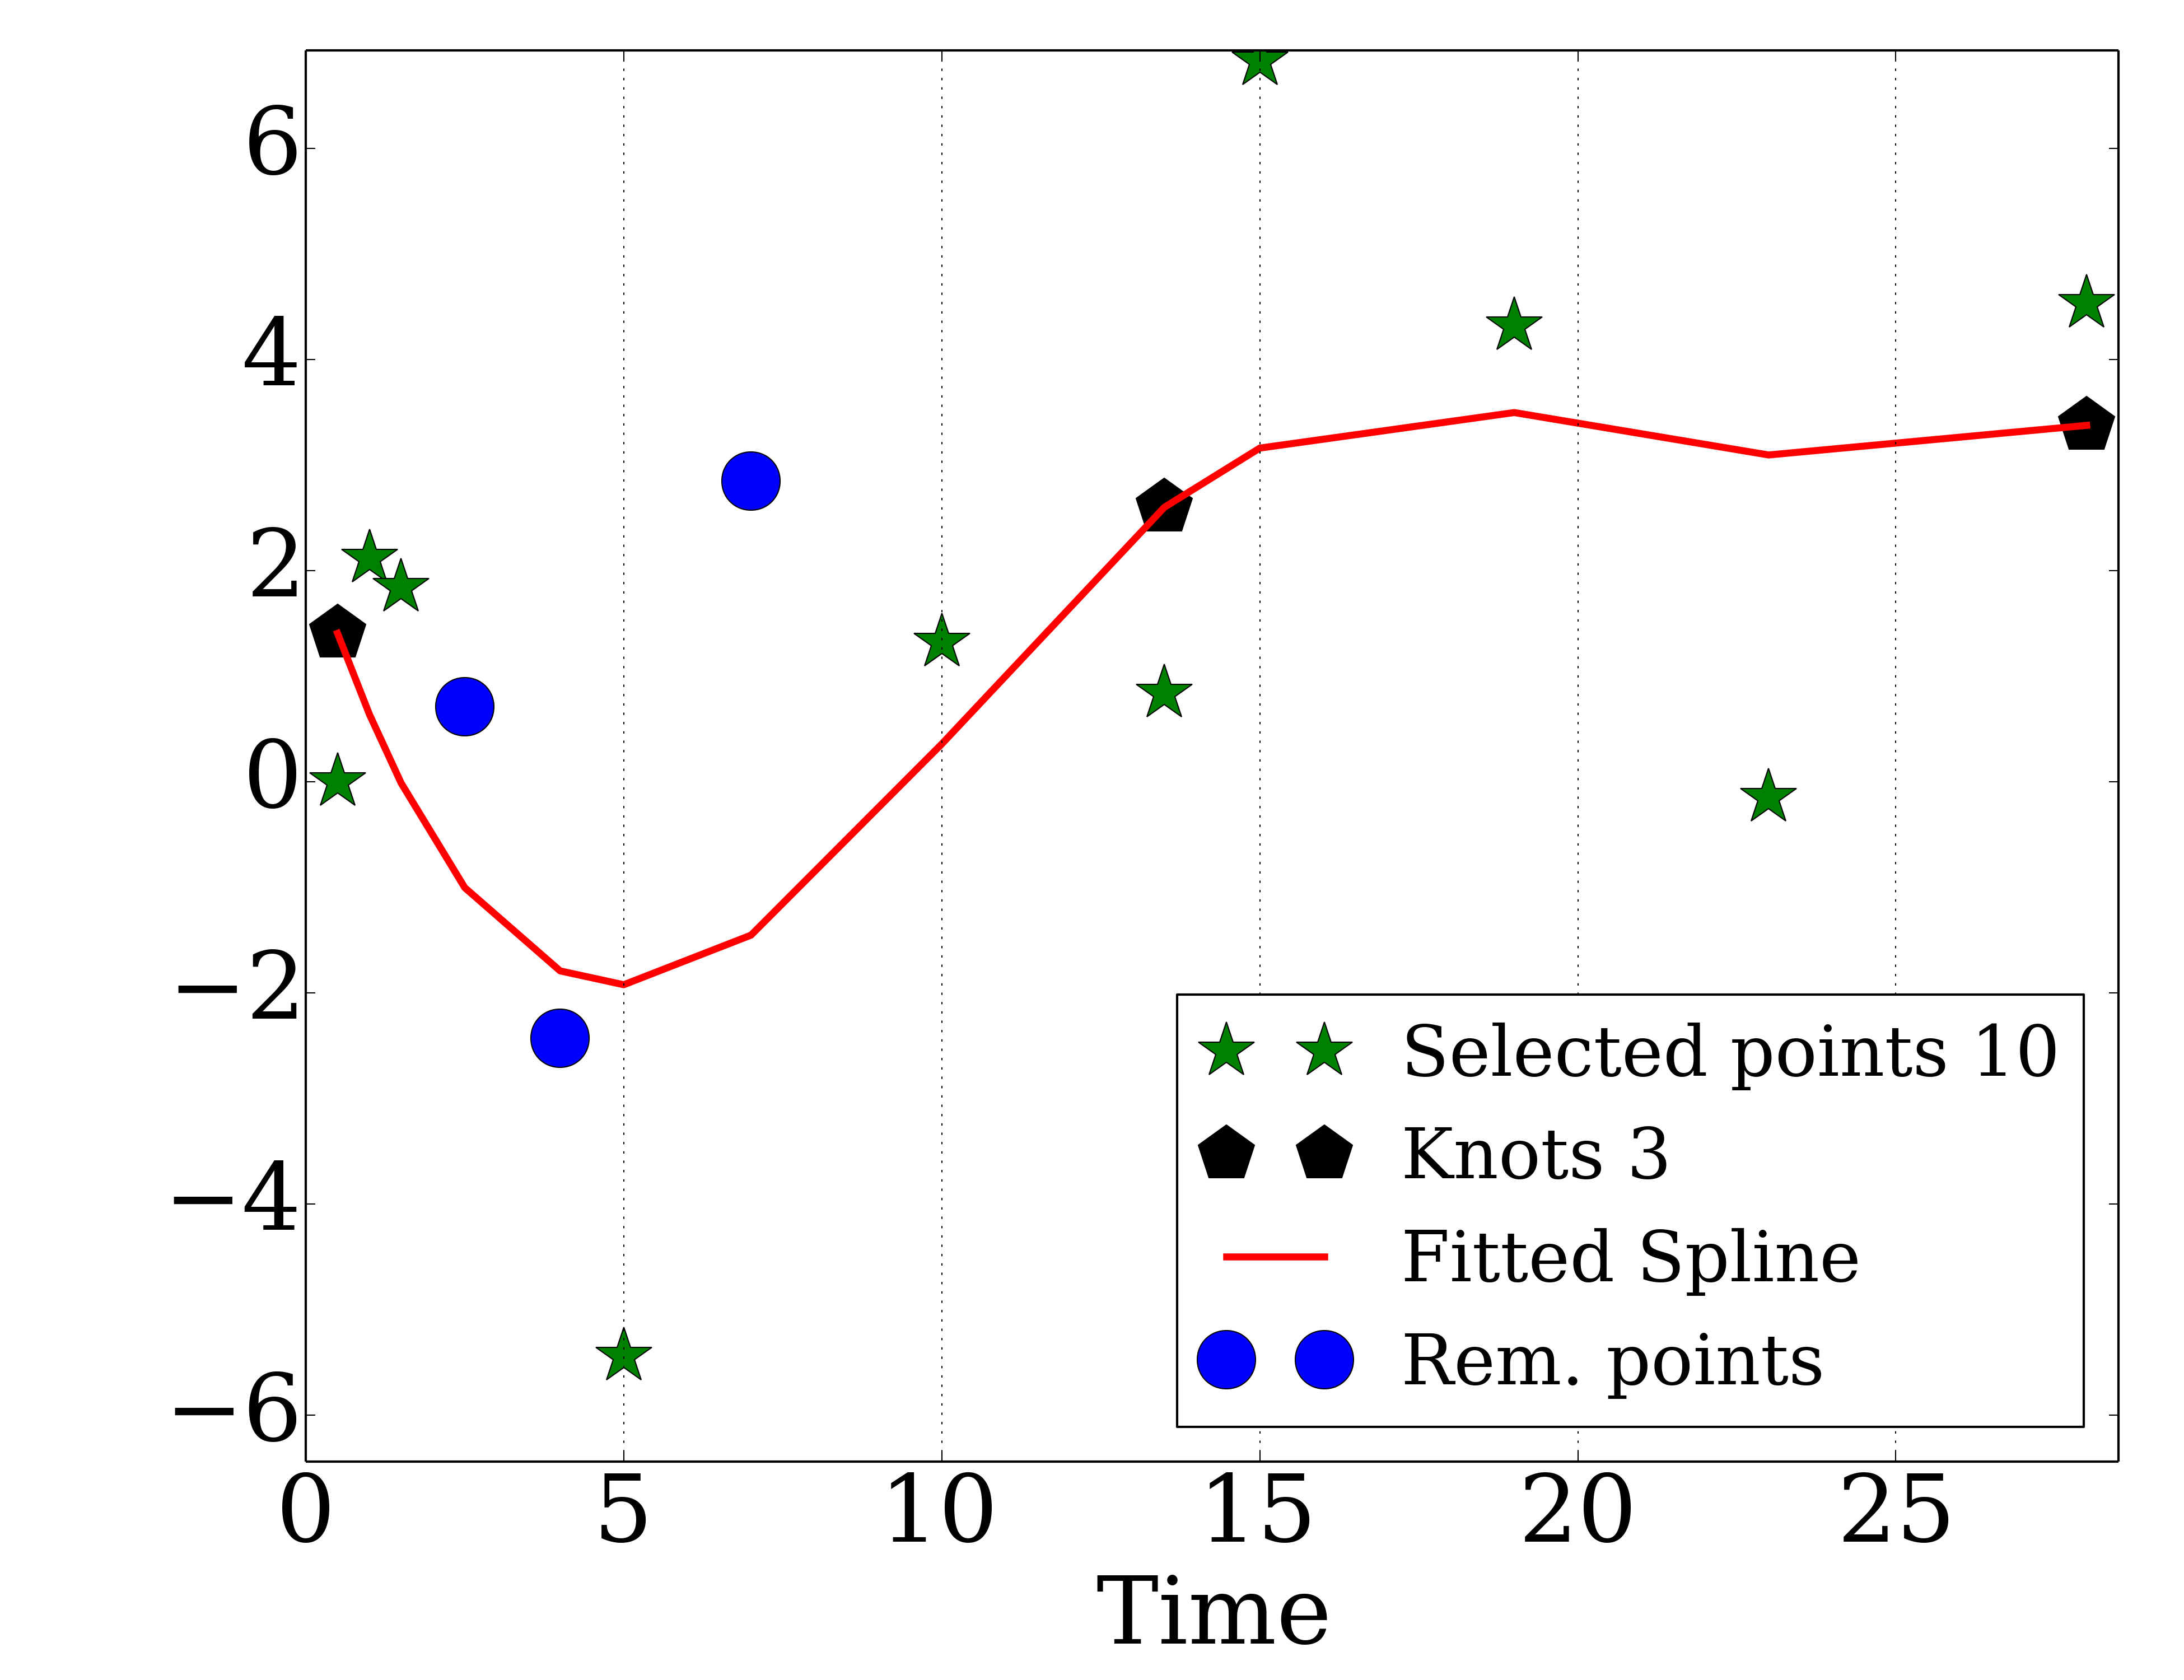 6
4
2
0
−2
−4
−6
0 5 10 15 20 25
Time
Selected points 10
Knots 3
Fitted Spline
Rem. points